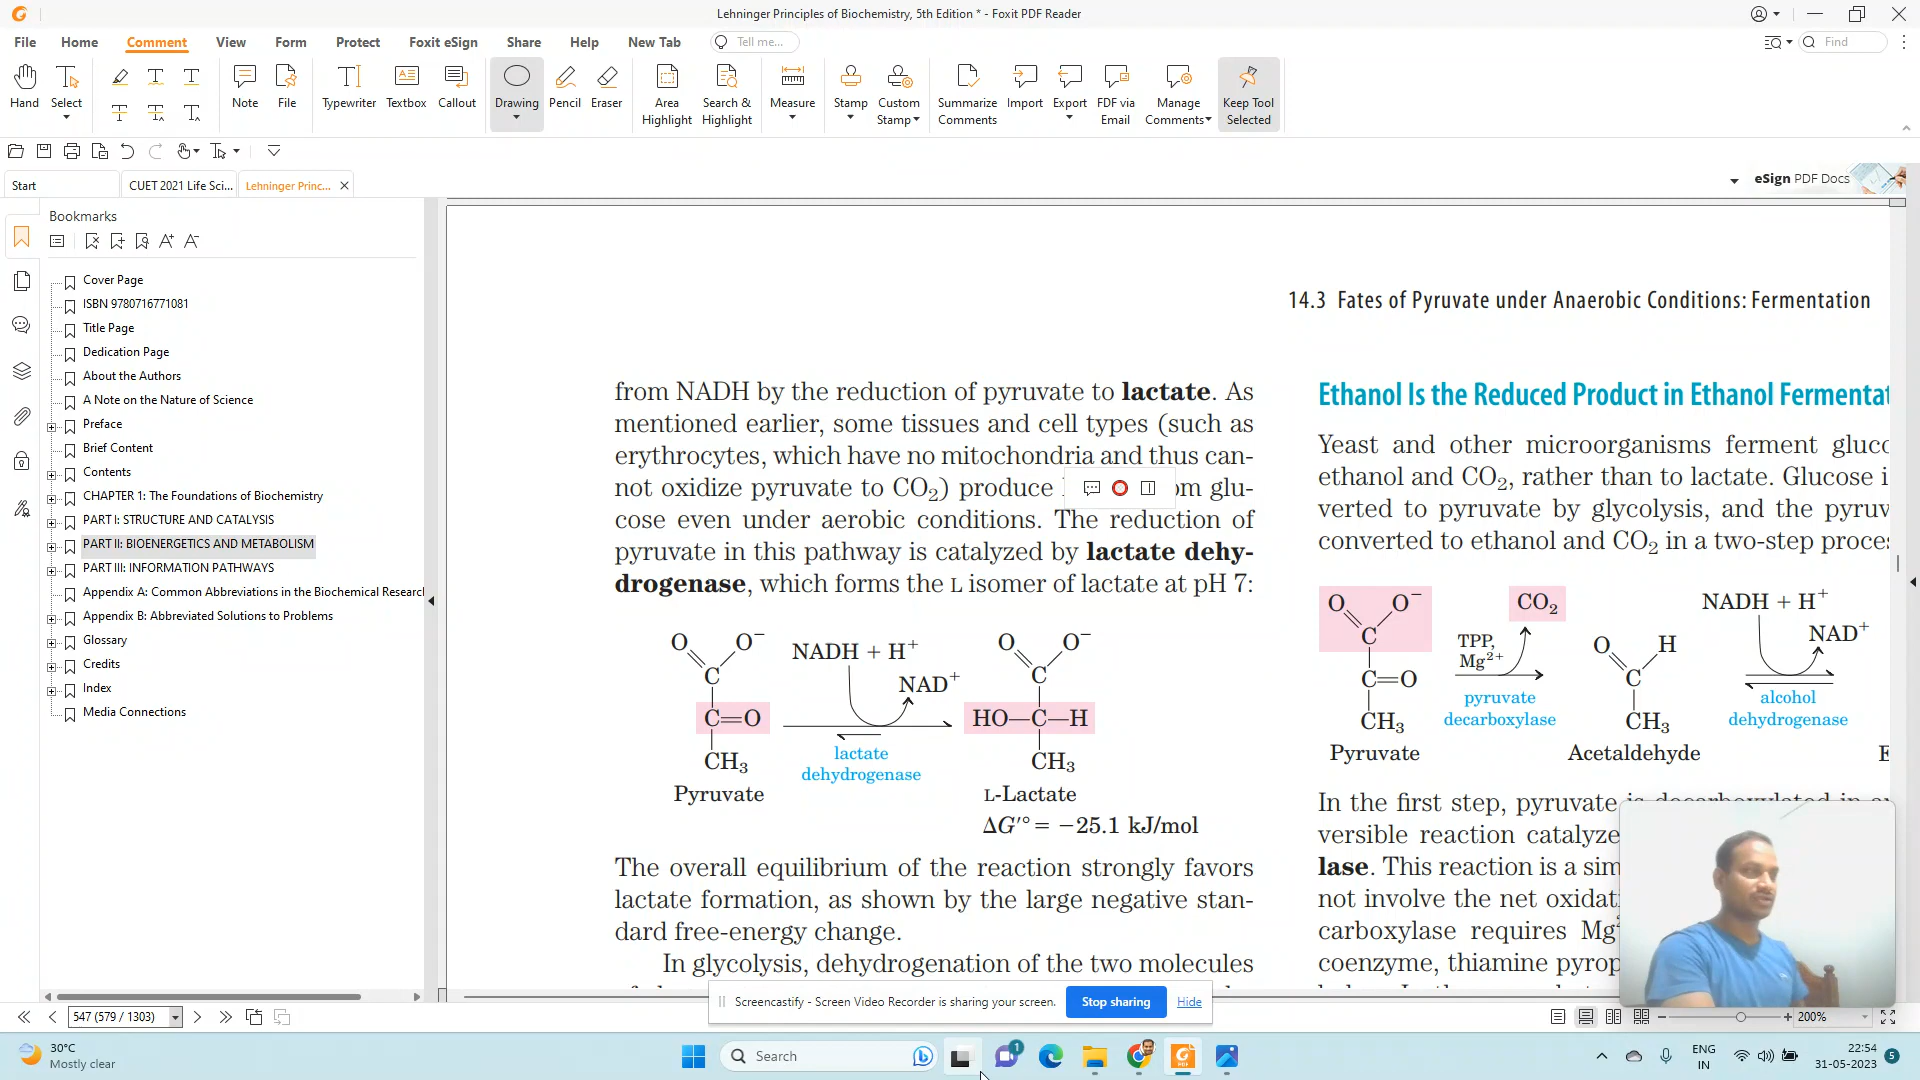 Lehninger Principles of Biochemistry, 5th Edition * - Foxit PDF Reader
File Home Comment View Form Protect Foxit eSign Share Help New Tab Tell me... Find
Hand Select Note File Typewriter Textbox Callout Drawing Pencil Eraser Area Highlight Search & Highlight Measure Stamp Custom Stamp Summarize Comments Import Export FDF via Email Manage Comments Keep Tool Selected
Start CUET 2021 Life Sci... Lehninger Princ... eSign PDF Docs
Bookmarks
Cover Page
ISBN 9780716771081
Title Page
Dedication Page
About the Authors
A Note on the Nature of Science
Preface
Brief Content
Contents
CHAPTER 1: The Foundations of Biochemistry
PART I: STRUCTURE AND CATALYSIS
PART II: BIOENERGETICS AND METABOLISM
PART III: INFORMATION PATHWAYS
Appendix A: Common Abbreviations in the Biochemical Researc
Appendix B: Abbreviated Solutions to Problems
Glossary
Credits
Index
Media Connections
14.3 Fates of Pyruvate under Anaerobic Conditions: Fermentation
from NADH by the reduction of pyruvate to lactate. As
mentioned earlier, some tissues and cell types (such as
erythrocytes, which have no mitochondria and thus can-
not oxidize pyruvate to CO₂) produce om glu-
cose even under aerobic conditions. The reduction of
pyruvate in this pathway is catalyzed by lactate dehy-
drogenase, which forms the L isomer of lactate at pH 7:
O O⁻ NADH + H⁺ O O⁻
C NAD⁺ C
C=O HO—C—H
CH₃ lactate CH₃
dehydrogenase
Pyruvate L-Lactate
ΔG′° = −25.1 kJ/mol
The overall equilibrium of the reaction strongly favors
lactate formation, as shown by the large negative stan-
dard free-energy change.
In glycolysis, dehydrogenation of the two molecules
Ethanol Is the Reduced Product in Ethanol Fermentat
Yeast and other microorganisms ferment gluco
ethanol and CO₂, rather than to lactate. Glucose i
verted to pyruvate by glycolysis, and the pyruv
converted to ethanol and CO₂ in a two-step proces
O O⁻ CO₂ NADH + H⁺
C TPP, Mg²⁺ O H NAD⁺
C=O C
pyruvate decarboxylase alcohol dehydrogenase
CH₃ CH₃
Pyruvate Acetaldehyde E
In the first step, pyruvate is decarboxylated in a
versible reaction catalyze
lase. This reaction is a sim
not involve the net oxidati
carboxylase requires Mg²
coenzyme, thiamine pyrop
Screencastify - Screen Video Recorder is sharing your screen. Stop sharing Hide
547 (579 / 1303) 200%
30°C
Mostly clear
Search
1
ENG
IN
22:54
31-05-2023
5